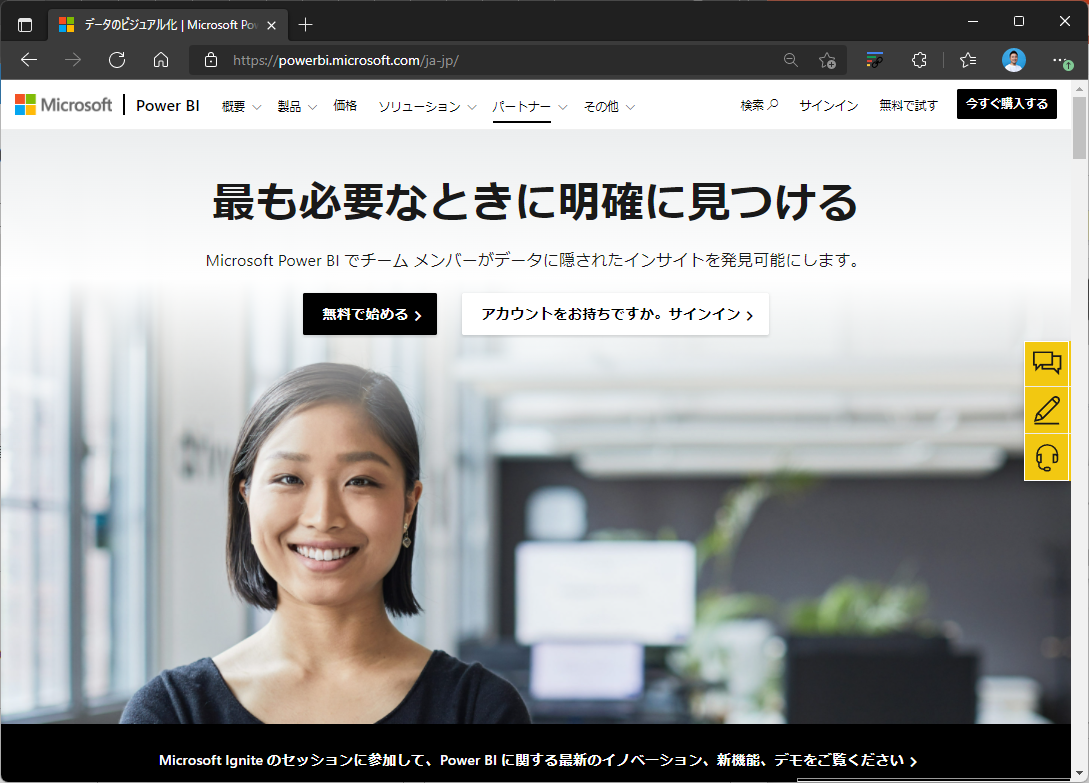 データのビジュアル化 | Microsoft Pow
https://powerbi.microsoft.com/ja-jp/
Microsoft Power BI 概要 製品 価格 ソリューション パートナー その他 検索 サインイン 無料で試す 今すぐ購入する
最も必要なときに明確に見つける
Microsoft Power BI でチーム メンバーがデータに隠されたインサイトを発見可能にします。
無料で始める アカウントをお持ちですか。サインイン
Microsoft Ignite のセッションに参加して、Power BI に関する最新のイノベーション、新機能、デモをご覧ください